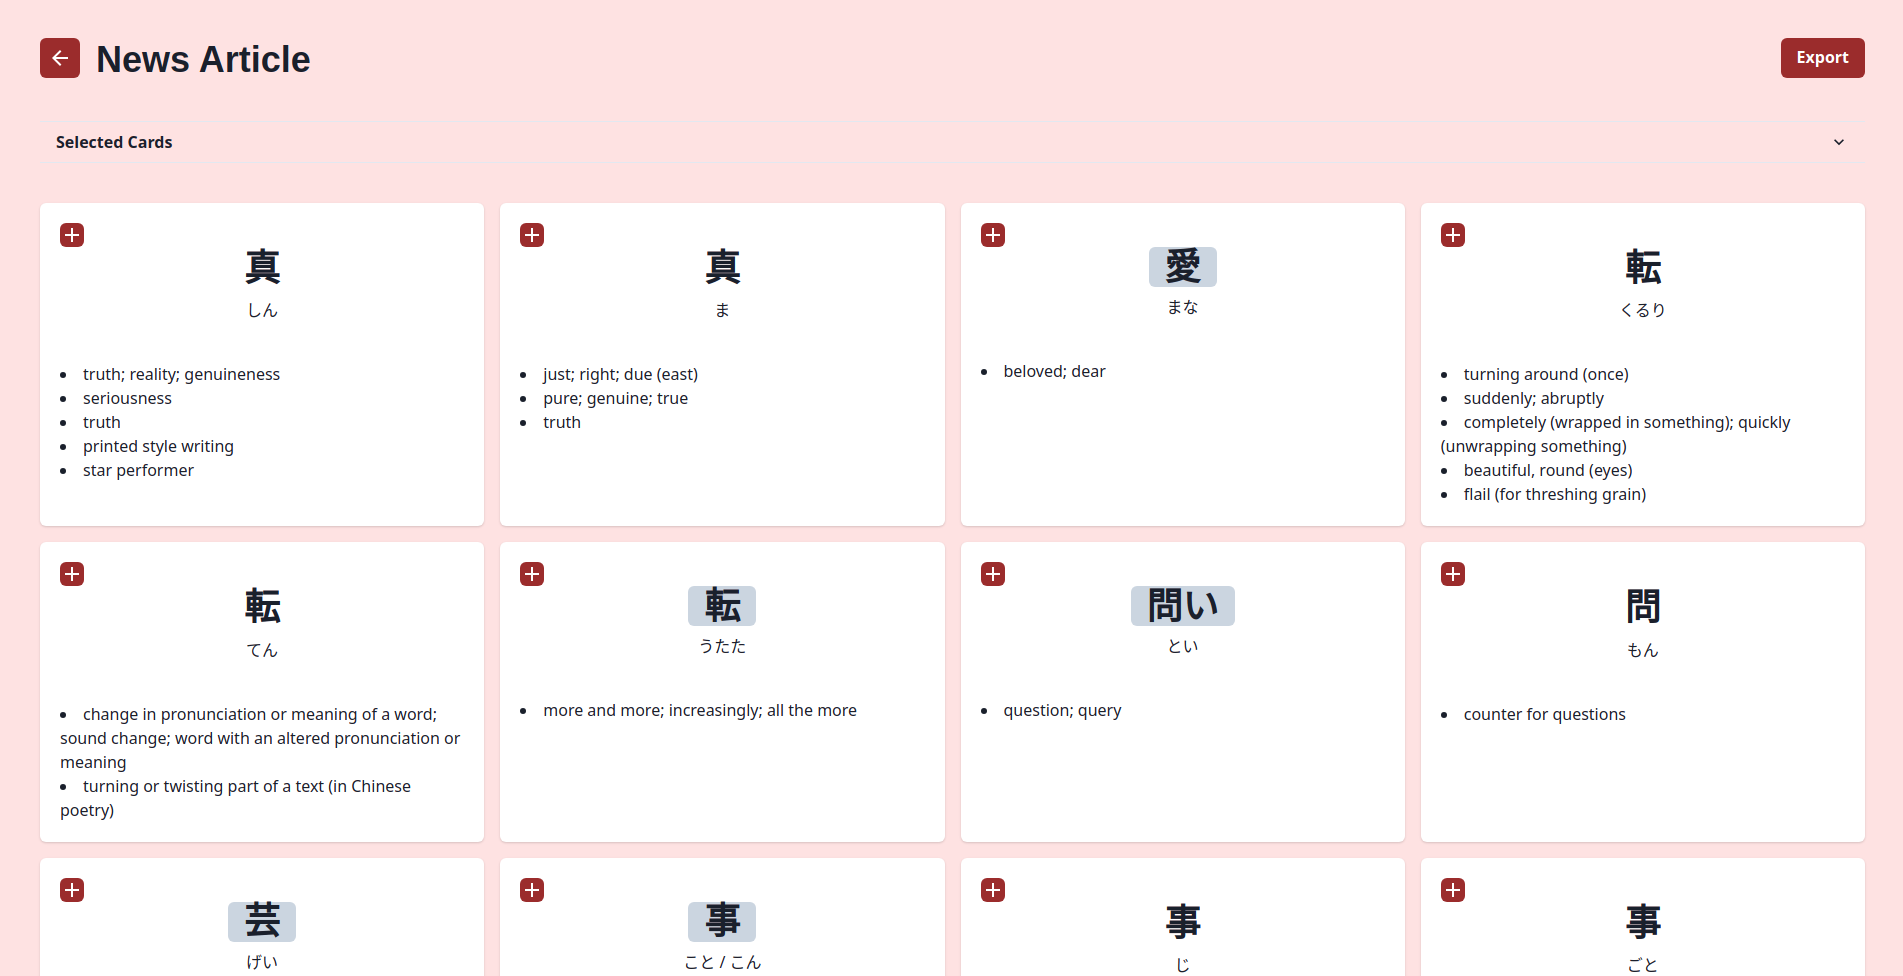 News Article
Export
Selected Cards
真
しん
truth; reality; genuineness
seriousness
truth
printed style writing
star performer
真
ま
just; right; due (east)
pure; genuine; true
truth
愛
まな
beloved; dear
転
くるり
turning around (once)
suddenly; abruptly
completely (wrapped in something); quickly
(unwrapping something)
beautiful, round (eyes)
flail (for threshing grain)
転
てん
change in pronunciation or meaning of a word;
sound change; word with an altered pronunciation or
meaning
turning or twisting part of a text (in Chinese
poetry)
転
うたた
more and more; increasingly; all the more
問い
とい
question; query
問
もん
counter for questions
芸
げい
事
こと / こん
事
じ
事
ごと